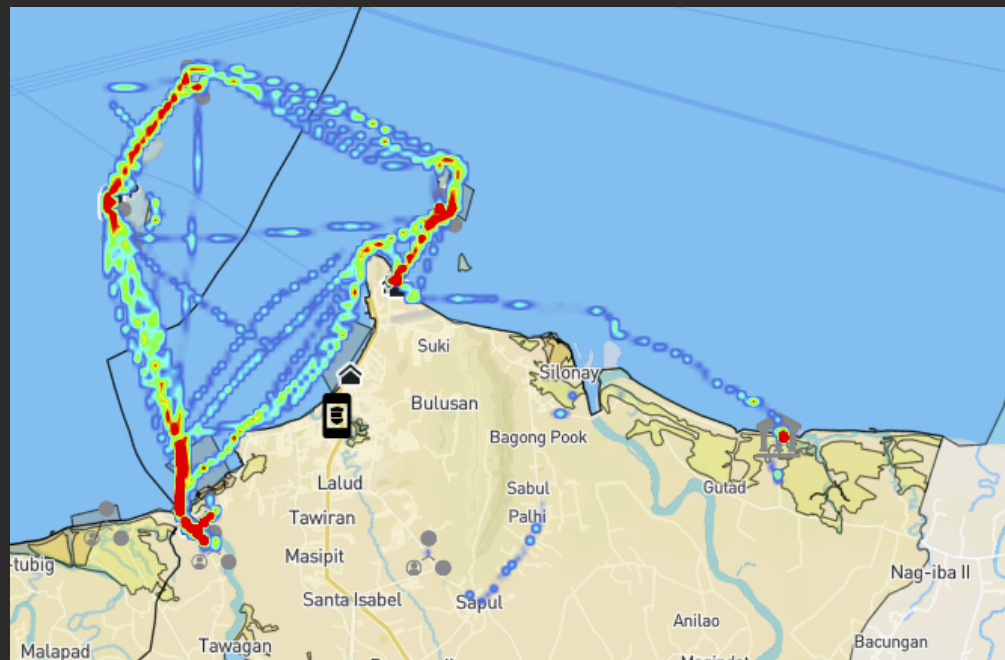 Suki
Silonay
Bulusan
Bagong Pook
Lalud
Sabul
Gutad
Tawiran
Palhi
Masipit
-tubig
Nag-iba II
Santa Isabel
Sapul
Anilao
Tawagan
Bacungan
Malapad